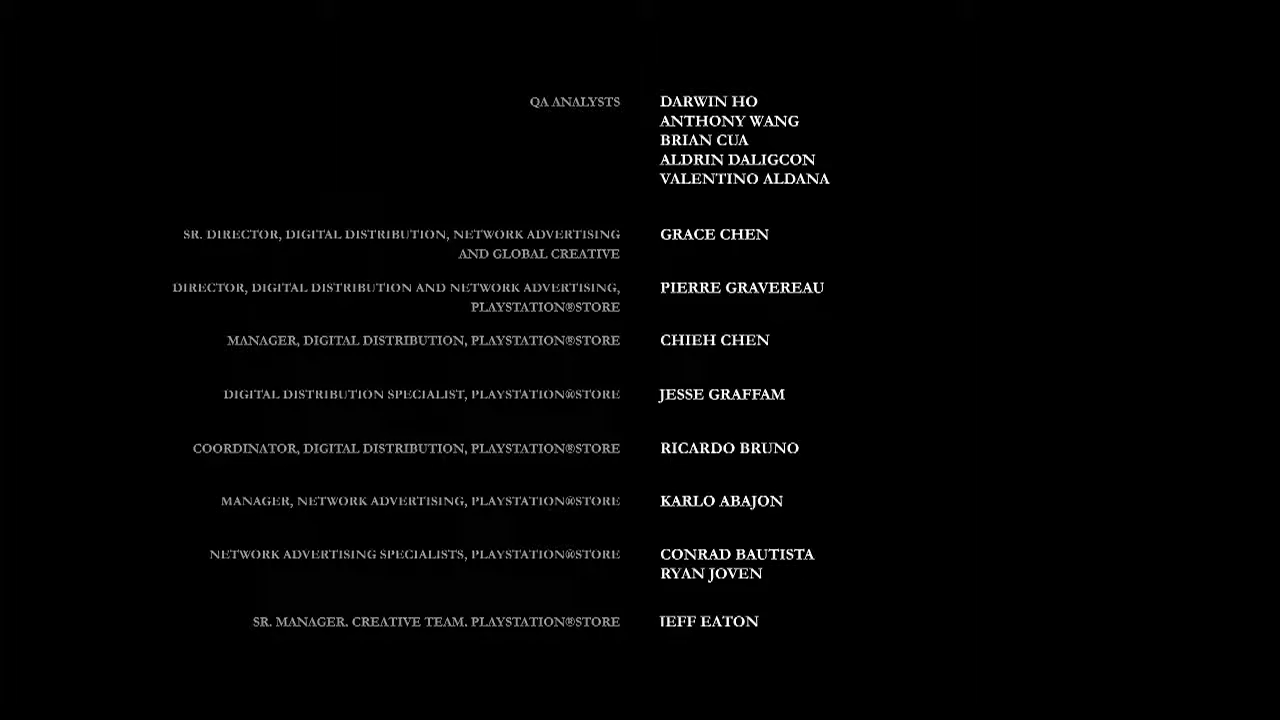 QA ANALYSTS DARWIN HO
ANTHONY WANG
BRIAN CUA
ALDRIN DALIGCON
VALENTINO ALDANA
SR. DIRECTOR, DIGITAL DISTRIBUTION, NETWORK ADVERTISING GRACE CHEN
AND GLOBAL CREATIVE
DIRECTOR, DIGITAL DISTRIBUTION AND NETWORK ADVERTISING, PIERRE GRAVEREAU
PLAYSTATION®STORE
MANAGER, DIGITAL DISTRIBUTION, PLAYSTATION®STORE CHIEH CHEN
DIGITAL DISTRIBUTION SPECIALIST, PLAYSTATION®STORE JESSE GRAFFAM
COORDINATOR, DIGITAL DISTRIBUTION, PLAYSTATION®STORE RICARDO BRUNO
MANAGER, NETWORK ADVERTISING, PLAYSTATION®STORE KARLO ABAJON
NETWORK ADVERTISING SPECIALISTS, PLAYSTATION®STORE CONRAD BAUTISTA
RYAN JOVEN
SR. MANAGER. CREATIVE TEAM. PLAYSTATION®STORE JEFF EATON